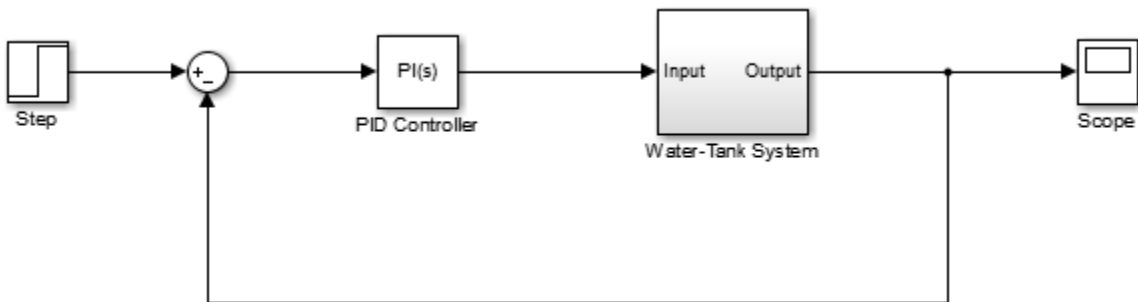 +
−
PI(s)
Input
Output
Step
PID Controller
Water-Tank System
Scope